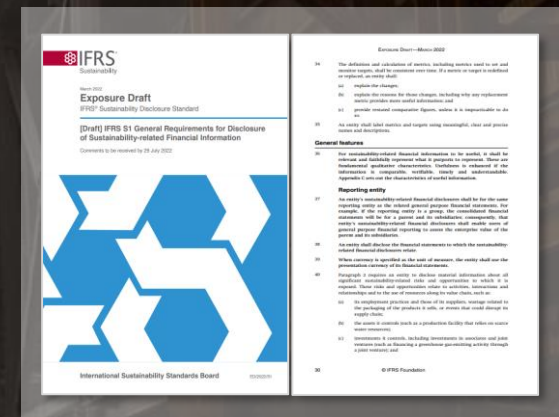 IFRS
Sustainability
March 2022
Exposure Draft
IFRS® Sustainability Disclosure Standard
[Draft] IFRS S1 General Requirements for Disclosure
of Sustainability-related Financial Information
Comments to be received by 29 July 2022
International Sustainability Standards Board
EXPOSURE DRAFT—MARCH 2022
34 The definition and calculation of metrics, including metrics used to set and
monitor targets, shall be consistent over time. If a metric or target is redefined
or replaced, an entity shall:
(a) explain the changes;
(b) explain the reasons for those changes, including why any replacement
metric provides more useful information; and
(c) provide restated comparative figures, unless it is impracticable to do
so.
35 An entity shall label metrics and targets using meaningful, clear and precise
names and descriptions.
General features
36 For sustainability-related financial information to be useful, it shall be
relevant and faithfully represent what it purports to represent. These are
fundamental qualitative characteristics. Usefulness is enhanced if the
information is comparable, verifiable, timely and understandable.
Appendix C sets out the characteristics of useful information.
Reporting entity
37 An entity's sustainability-related financial disclosures shall be for the same
reporting entity as the related general purpose financial statements. For
example, if the reporting entity is a group, the consolidated financial
statements will be for a parent and its subsidiaries; consequently, that
entity's sustainability-related financial disclosures shall enable users of
general purpose financial reporting to assess the enterprise value of the
parent and its subsidiaries.
38 An entity shall disclose the financial statements to which the sustainability-
related financial disclosures relate.
39 When currency is specified as the unit of measure, the entity shall use the
presentation currency of its financial statements.
40 Paragraph 2 requires an entity to disclose material information about all
significant sustainability-related risks and opportunities to which it is
exposed. These risks and opportunities relate to activities, interactions and
relationships and to the use of resources along its value chain, such as:
(a) its employment practices and those of its suppliers, wastage related to
the packaging of the products it sells, or events that could disrupt its
supply chain;
(b) the assets it controls (such as a production facility that relies on scarce
water resources);
(c) investments it controls, including investments in associates and joint
ventures (such as financing a greenhouse gas-emitting activity through
a joint venture); and
30 © IFRS Foundation